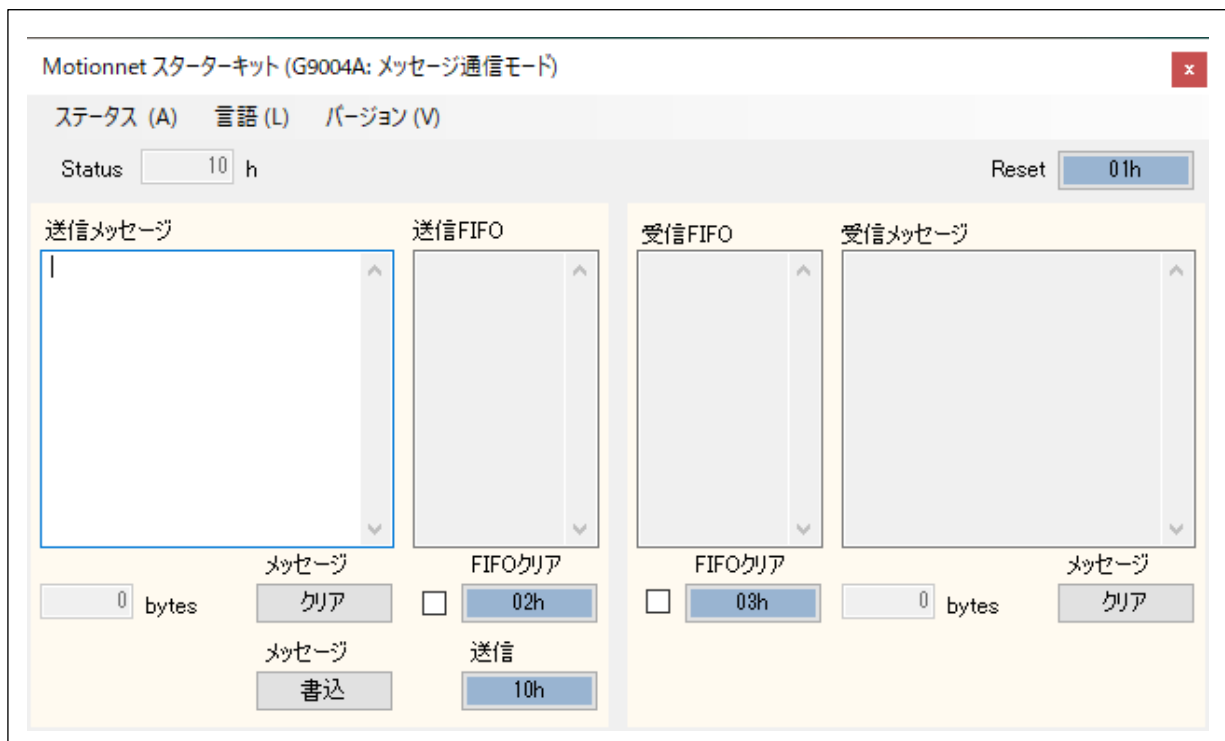 Motionnet スターターキット (G9004A: メッセージ通信モード)
x
ステータス (A) 言語 (L) バージョン (V)
Status 10 h Reset 01h
送信メッセージ 送信FIFO 受信FIFO 受信メッセージ
メッセージ FIFOクリア FIFOクリア メッセージ
0 bytes クリア 02h 03h 0 bytes クリア
メッセージ 送信
書込 10h